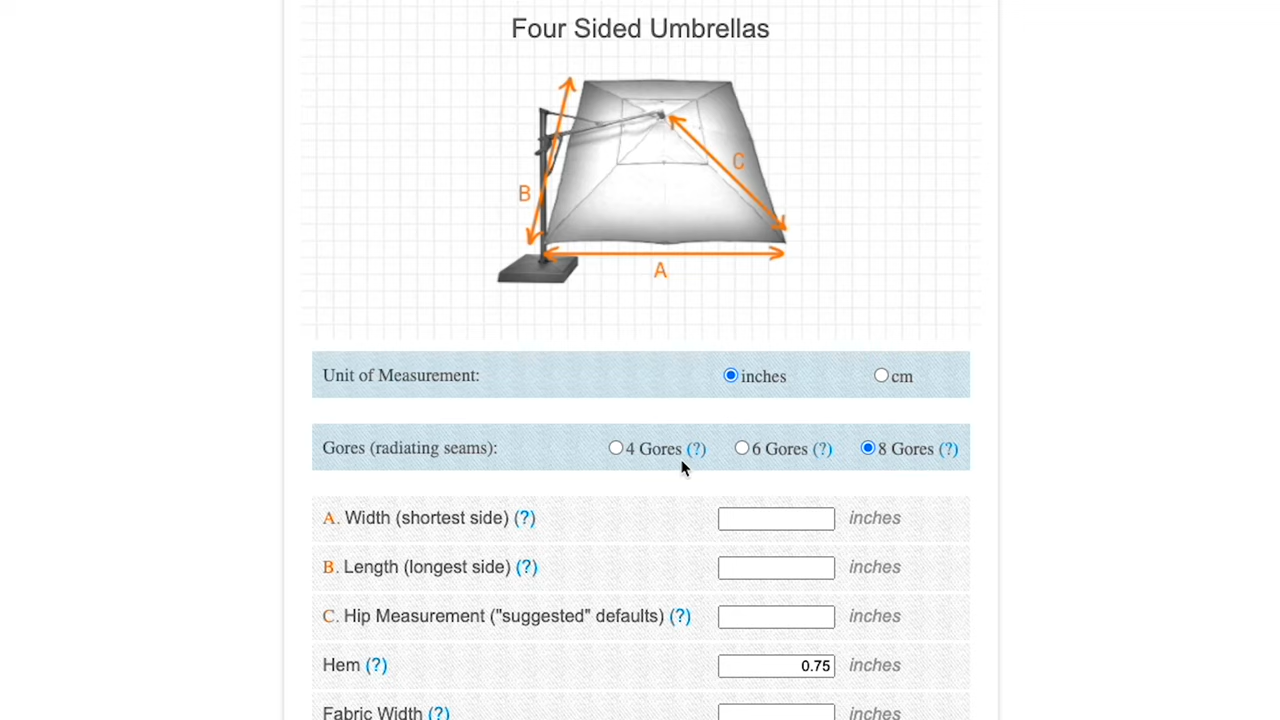 Four Sided Umbrellas
B
C
A
Unit of Measurement: inches cm
Gores (radiating seams): 4 Gores (?) 6 Gores (?) 8 Gores (?)
A. Width (shortest side) (?) inches
B. Length (longest side) (?) inches
C. Hip Measurement ("suggested" defaults) (?) inches
Hem (?) 0.75 inches
Fabric Width (?) inches